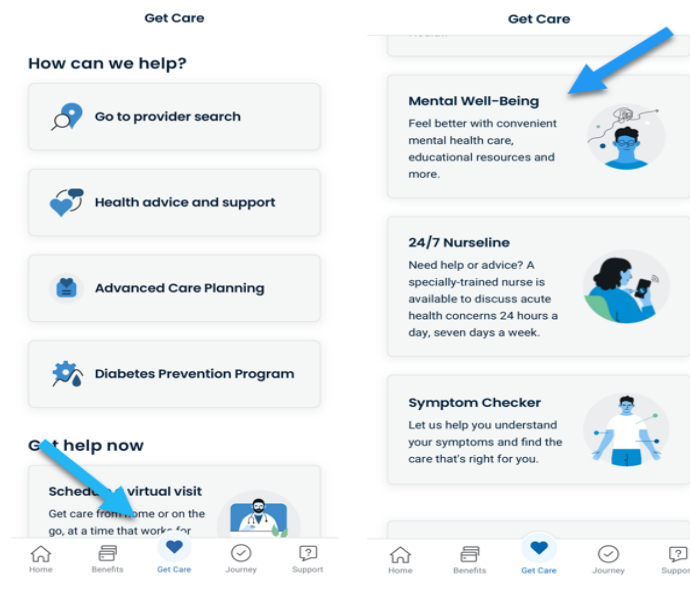 Get Care
How can we help?
Go to provider search
Health advice and support
Advanced Care Planning
Diabetes Prevention Program
Get help now
Schedule a virtual visit
Get care from home or on the
go, at a time that works for
Home
Benefits
Get Care
Journey
Support
Get Care
Mental Well-Being
Feel better with convenient
mental health care,
educational resources and
more.
24/7 Nurseline
Need help or advice? A
specially-trained nurse is
available to discuss acute
health concerns 24 hours a
day, seven days a week.
Symptom Checker
Let us help you understand
your symptoms and find the
care that's right for you.
Home
Benefits
Get Care
Journey
Support